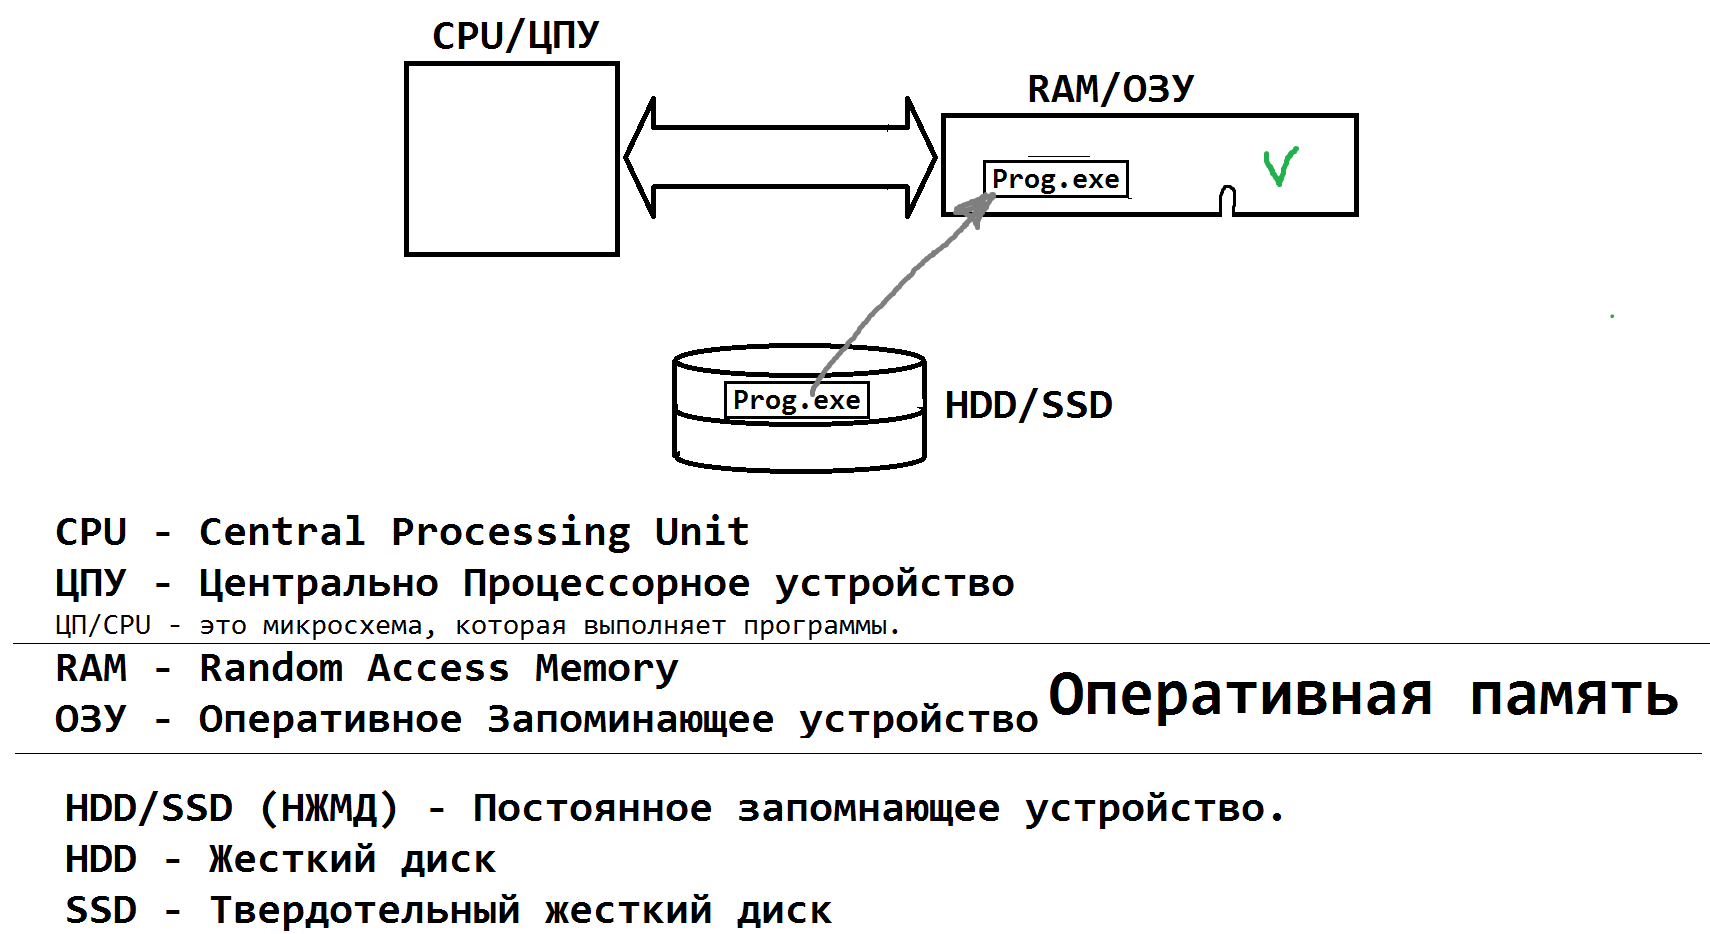 CPU/ЦПУ
RAM/ОЗУ
Prog.exe
Prog.exe
HDD/SSD
CPU - Central Processing Unit
ЦПУ - Центрально Процессорное устройство
ЦП/CPU - это микросхема, которая выполняет программы.
RAM - Random Access Memory
ОЗУ - Оперативное Запоминающее устройство
Оперативная память
HDD/SSD (НЖМД) - Постоянное запомнающее устройство.
HDD - Жесткий диск
SSD - Твердотельный жесткий диск